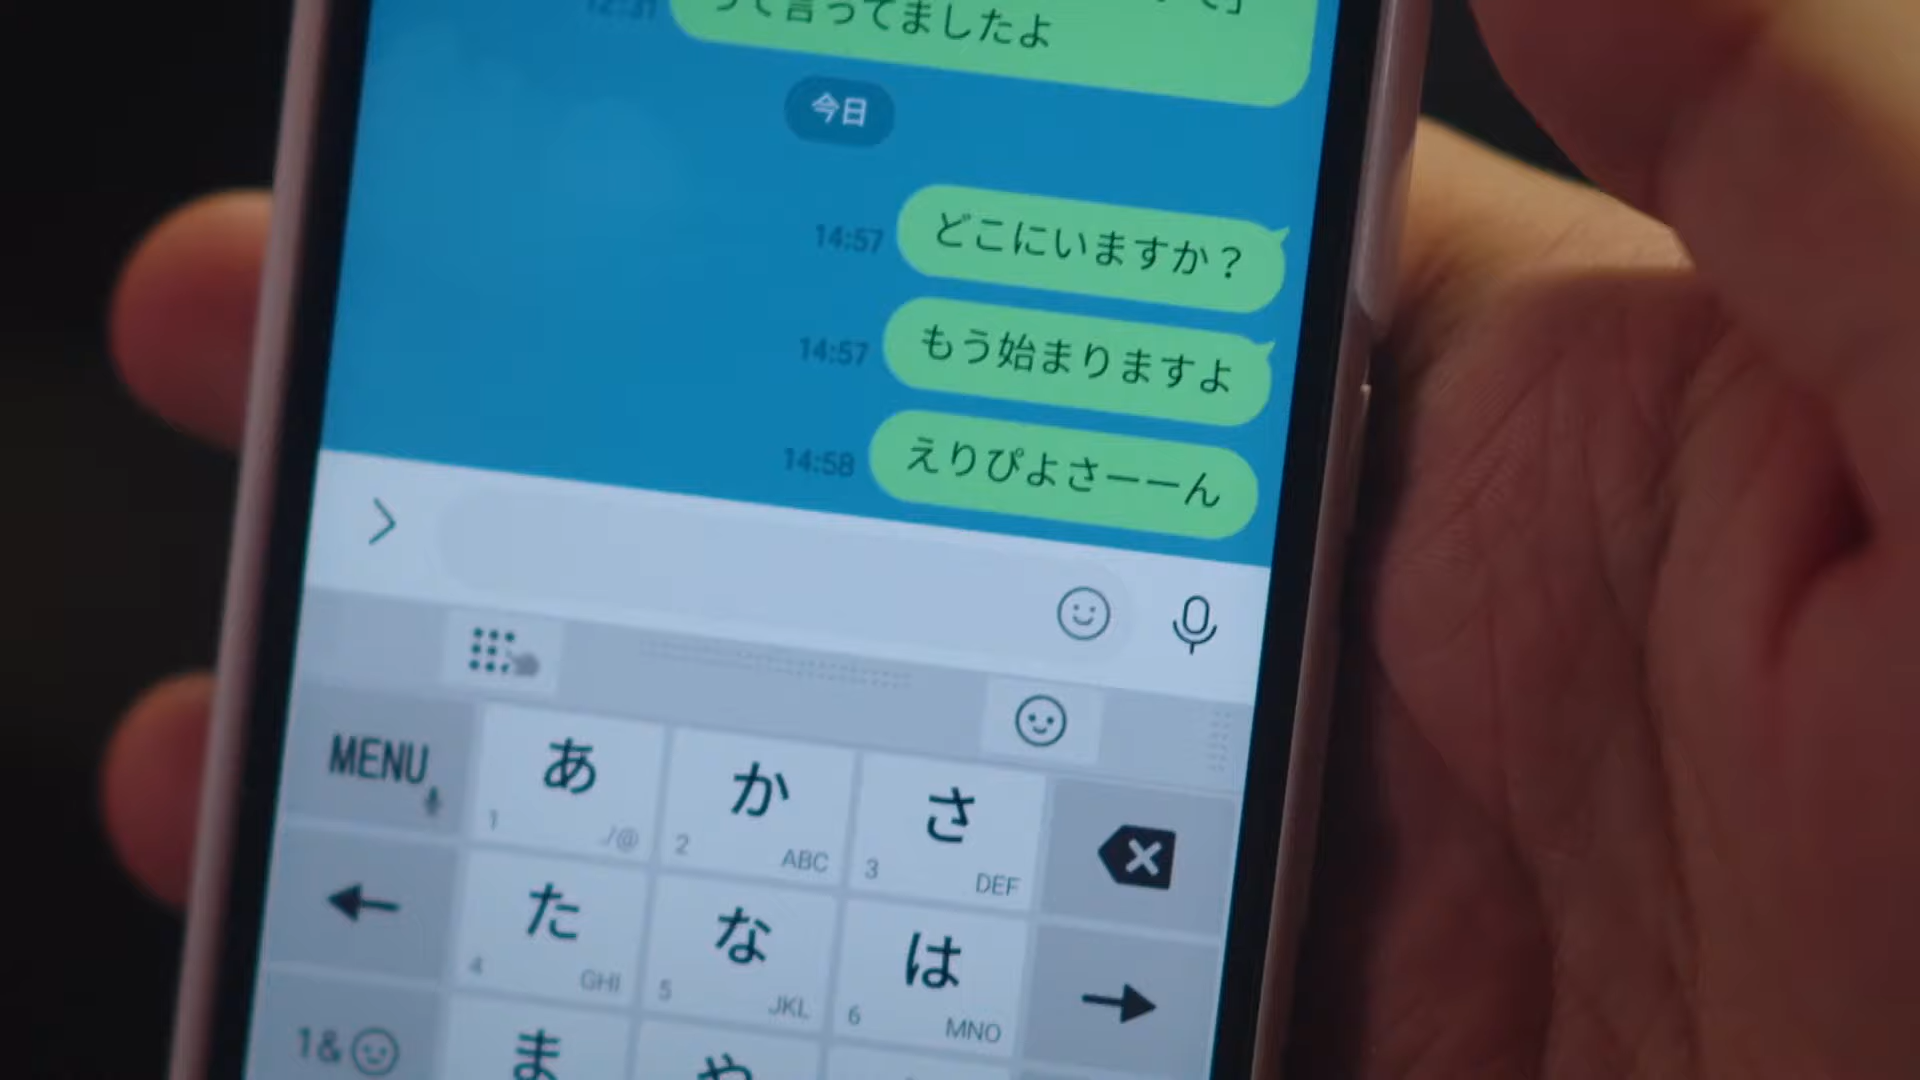 って言ってましたよ
今日
14:57 どこにいますか？
14:57 もう始まりますよ
14:58 えりぴよさーーん
MENU あ か さ
1 ./@ 2 ABC 3 DEF
た な は
4 GHI 5 JKL 6 MNO
1& ま や